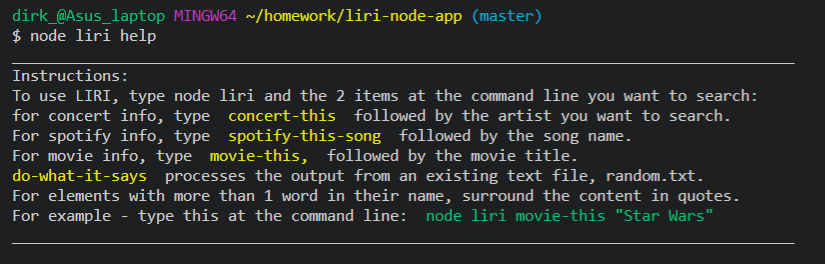 dirk_@Asus_laptop MINGW64 ~/homework/liri-node-app (master)
$ node liri help
Instructions:
To use LIRI, type node liri and the 2 items at the command line you want to search:
for concert info, type  concert-this  followed by the artist you want to search.
For spotify info, type  spotify-this-song  followed by the song name.
For movie info, type  movie-this,  followed by the movie title.
do-what-it-says  processes the output from an existing text file, random.txt.
For elements with more than 1 word in their name, surround the content in quotes.
For example - type this at the command line:  node liri movie-this "Star Wars"